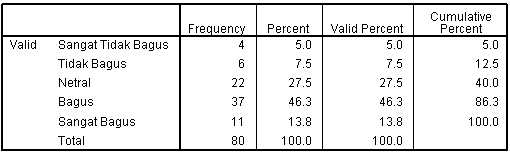 Frequency Percent Valid Percent Cumulative Percent
Valid Sangat Tidak Bagus 4 5.0 5.0 5.0
Tidak Bagus 6 7.5 7.5 12.5
Netral 22 27.5 27.5 40.0
Bagus 37 46.3 46.3 86.3
Sangat Bagus 11 13.8 13.8 100.0
Total 80 100.0 100.0